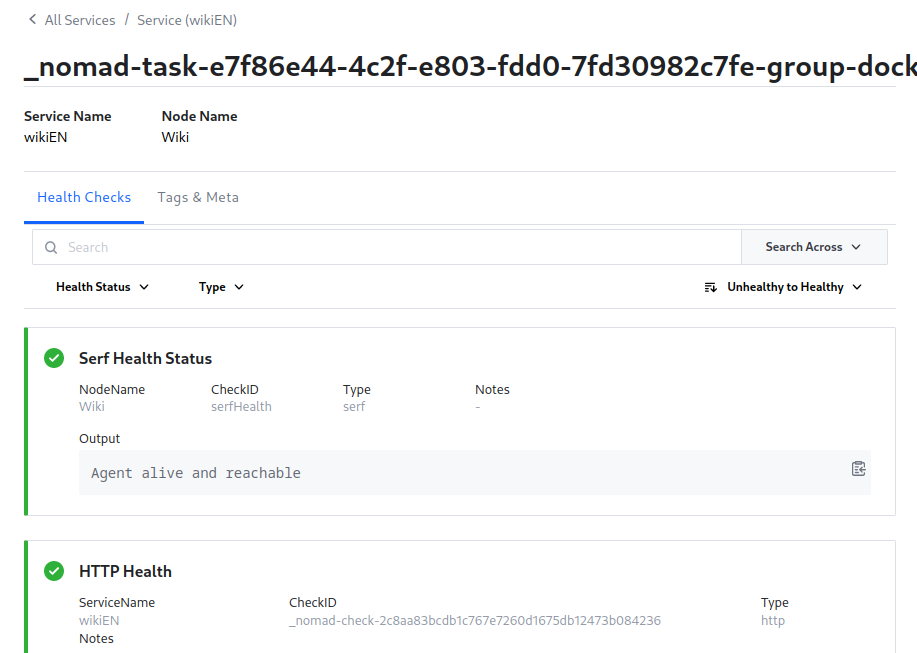 All Services / Service (wikiEN)
_nomad-task-e7f86e44-4c2f-e803-fdd0-7fd30982c7fe-group-dock
Service Name Node Name
wikiEN Wiki
Health Checks Tags & Meta
Search Search Across
Health Status Type Unhealthy to Healthy
Serf Health Status
NodeName CheckID Type Notes
Wiki serfHealth serf -
Output
Agent alive and reachable
HTTP Health
ServiceName CheckID Type
wikiEN _nomad-check-2c8aa83bcdb1c767e7260d1675db12473b084236 http
Notes